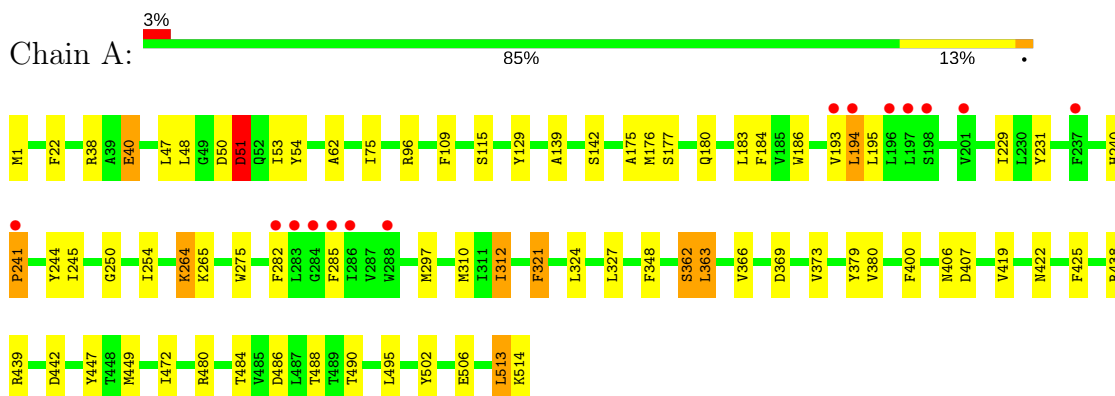 3%
Chain A:
85% 13% •
M1 F22 R38 A39 E40 L47 L48 G49 D50 D51 Q52 I53 Y54 A62 I75 R96 F109 S115 Y129 A139 S142 A175 M176 S177 Q180 L183 F184 V185 W186 V193 L194 L195 L196 L197 S198 V201 I229 L230 Y231 F237 H240
P241 Y244 I245 G250 I254 K264 K265 W275 F282 L283 G284 F285 I286 V287 W288 M297 M310 I311 I312 F321 L324 L327 F348 S362 L363 V366 D369 V373 Y379 V380 F400 N406 D407 V419 N422 F425 R438
R439 D442 Y447 T448 M449 I472 R480 T484 V485 D486 L487 T488 T489 T490 L495 Y502 E506 L513 K514